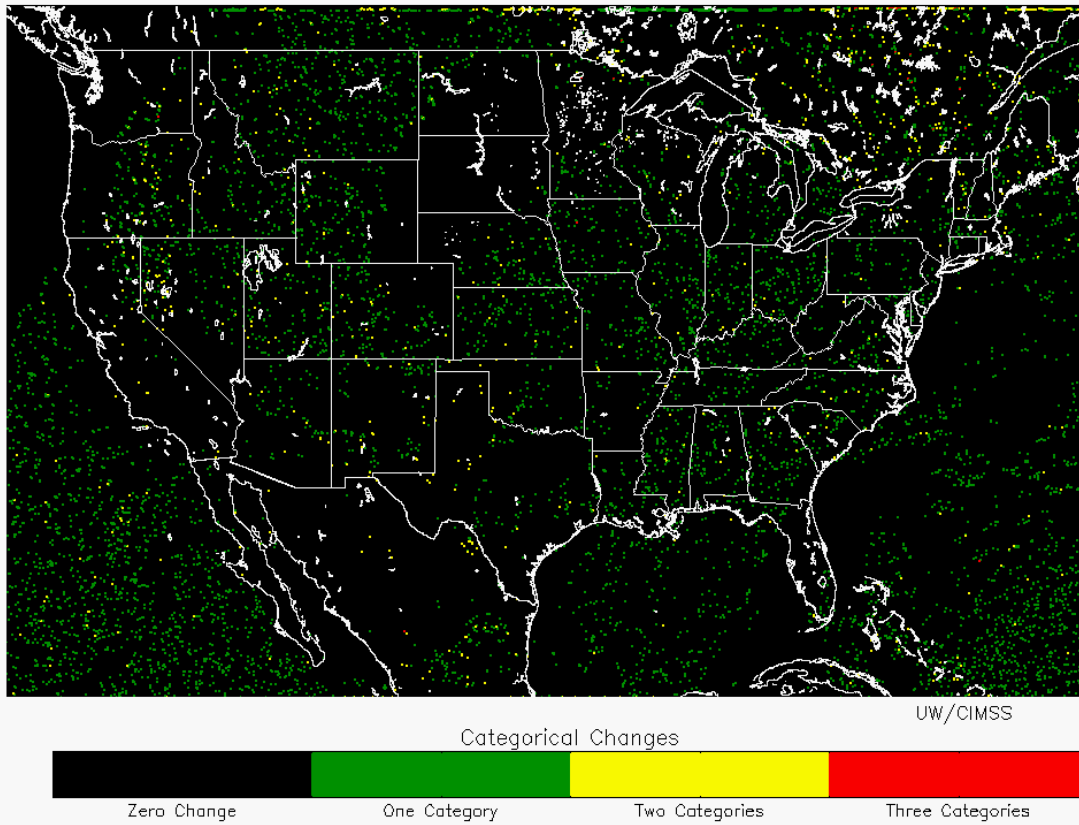 UW/CIMSS
Categorical Changes
Zero Change
One Category
Two Categories
Three Categories